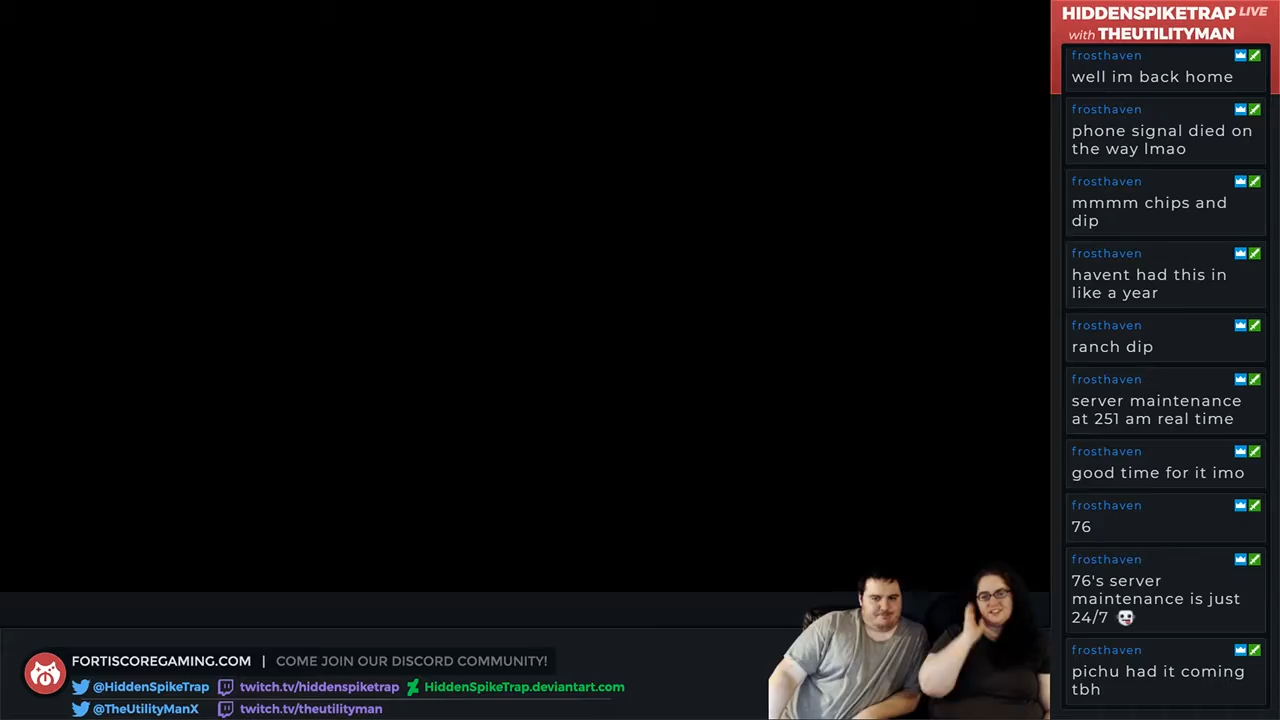 HIDDENSPIKETRAP LIVE
with THEUTILITYMAN
frosthaven
well im back home
frosthaven
phone signal died on
the way lmao
frosthaven
mmmm chips and
dip
frosthaven
havent had this in
like a year
frosthaven
ranch dip
frosthaven
server maintenance
at 251 am real time
frosthaven
good time for it imo
frosthaven
76
frosthaven
76's server
maintenance is just
24/7
frosthaven
pichu had it coming
tbh
FORTISCOREGAMING.COM | COME JOIN OUR DISCORD COMMUNITY!
@HiddenSpikeTrap twitch.tv/hiddenspiketrap HiddenSpikeTrap.deviantart.com
@TheUtilityManX twitch.tv/theutilityman